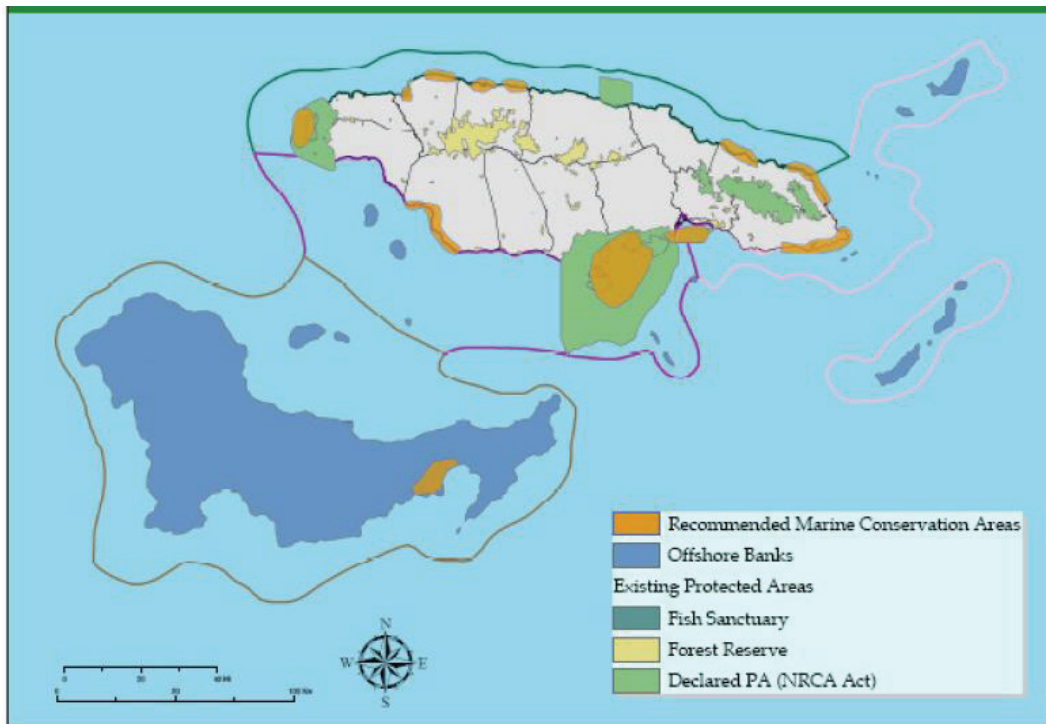 Recommended Marine Conservation Areas
Offshore Banks
Existing Protected Areas
Fish Sanctuary
Forest Reserve
Declared PA (NRCA Act)
N
W E
S